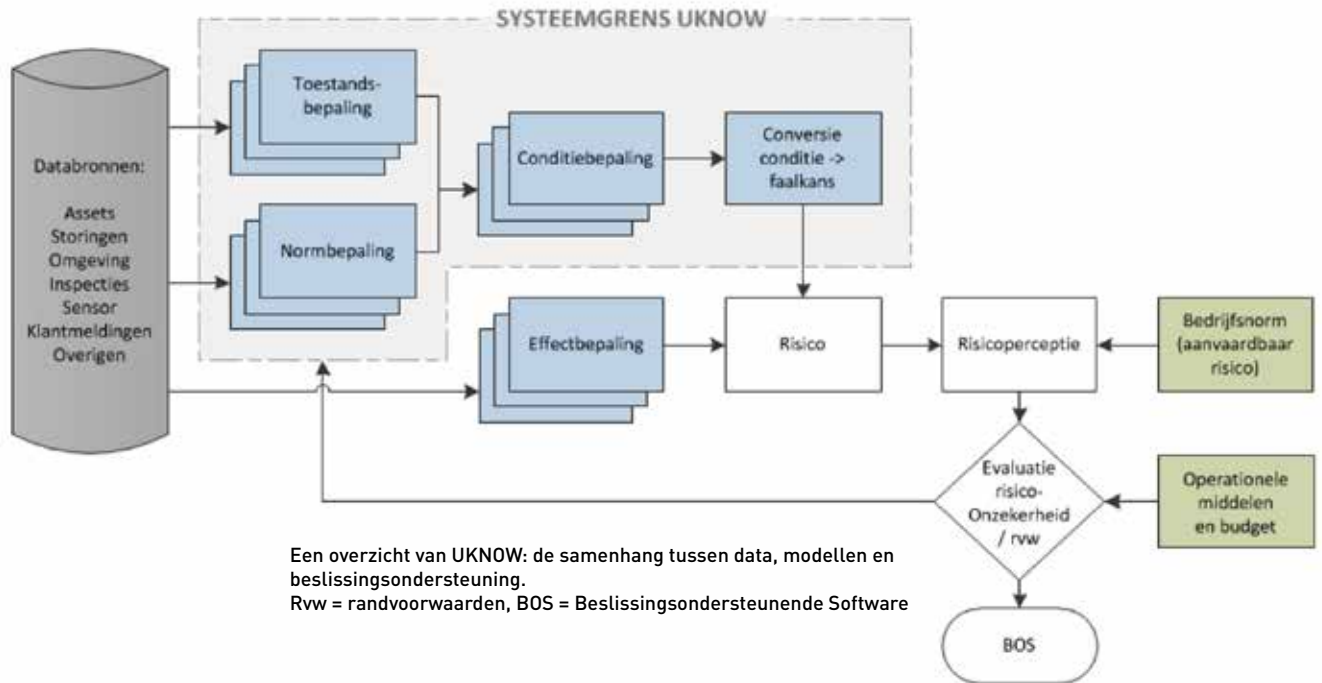 SYSTEEMGRENS UKNOW
Databronnen:
Assets
Storingen
Omgeving
Inspecties
Sensor
Klantmeldingen
Overigen
Toestands-
bepaling
Normbepaling
Conditiebepaling
Conversie
conditie ->
faalkans
Effectbepaling
Risico
Risicoperceptie
Bedrijfsnorm
(aanvaardbaar
risico)
Evaluatie
risico-
Onzekerheid
/ rvw
Operationele
middelen
en budget
BOS
Een overzicht van UKNOW: de samenhang tussen data, modellen en
beslissingsondersteuning.
Rvw = randvoorwaarden, BOS = Beslissingsondersteunende Software